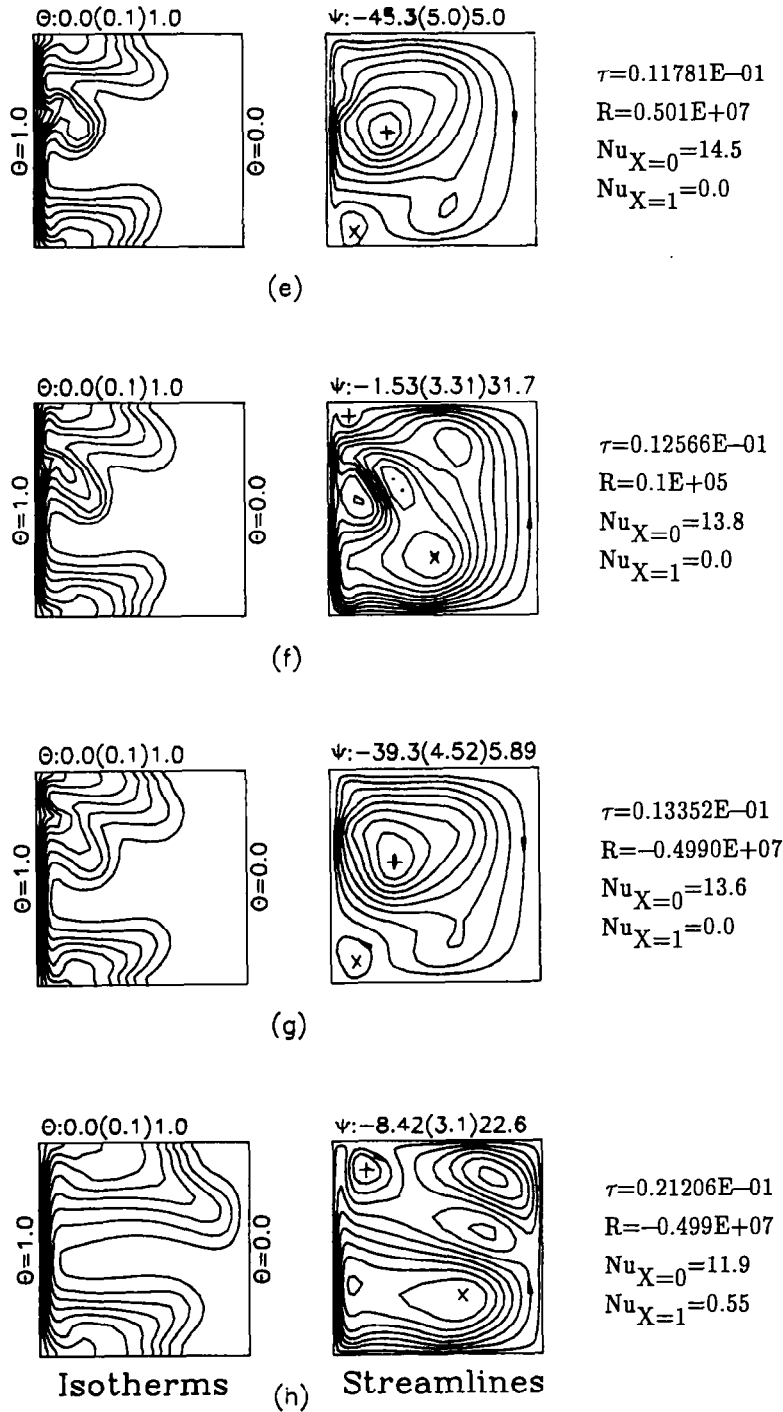 Θ:0.0(0.1)1.0
Ψ:−45.3(5.0)5.0
Θ=1.0
Θ=0.0
τ=0.11781E−01
R=0.501E+07
Nu_X=0=14.5
Nu_X=1=0.0
(e)
Θ:0.0(0.1)1.0
Ψ:−1.53(3.31)31.7
Θ=1.0
Θ=0.0
τ=0.12566E−01
R=0.1E+05
Nu_X=0=13.8
Nu_X=1=0.0
(f)
Θ:0.0(0.1)1.0
Ψ:−39.3(4.52)5.89
Θ=1.0
Θ=0.0
τ=0.13352E−01
R=−0.4990E+07
Nu_X=0=13.6
Nu_X=1=0.0
(g)
Θ:0.0(0.1)1.0
Ψ:−8.42(3.1)22.6
Θ=1.0
Θ=0.0
τ=0.21206E−01
R=−0.499E+07
Nu_X=0=11.9
Nu_X=1=0.55
Isotherms
Streamlines
(h)